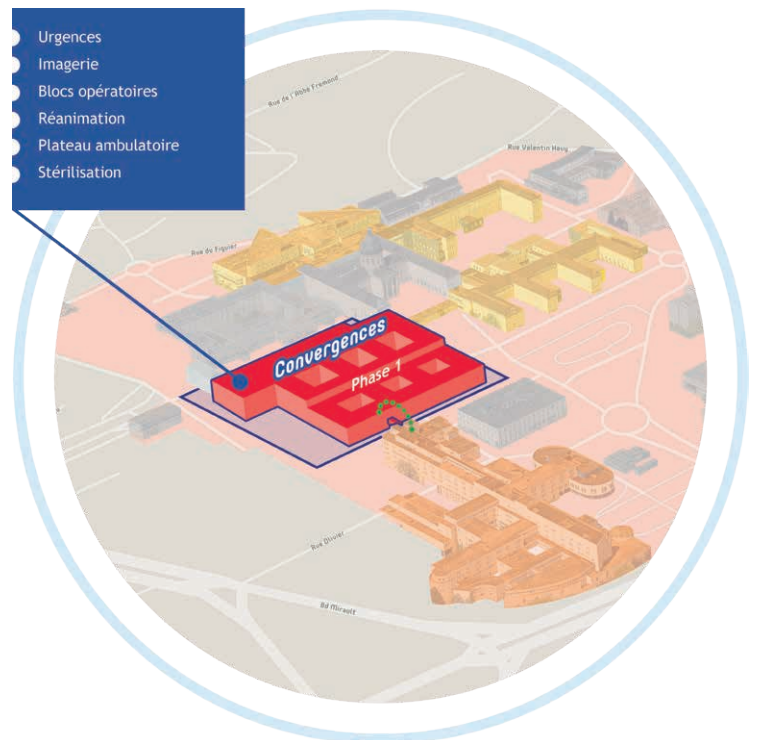 Urgences
Imagerie
Blocs opératoires
Réanimation
Plateau ambulatoire
Stérilisation
Rue de l'Abbé Fremond
Rue Valentin Haüy
Rue du Figuier
Convergences
Phase 1
Rue Olivier
Bd Mirault